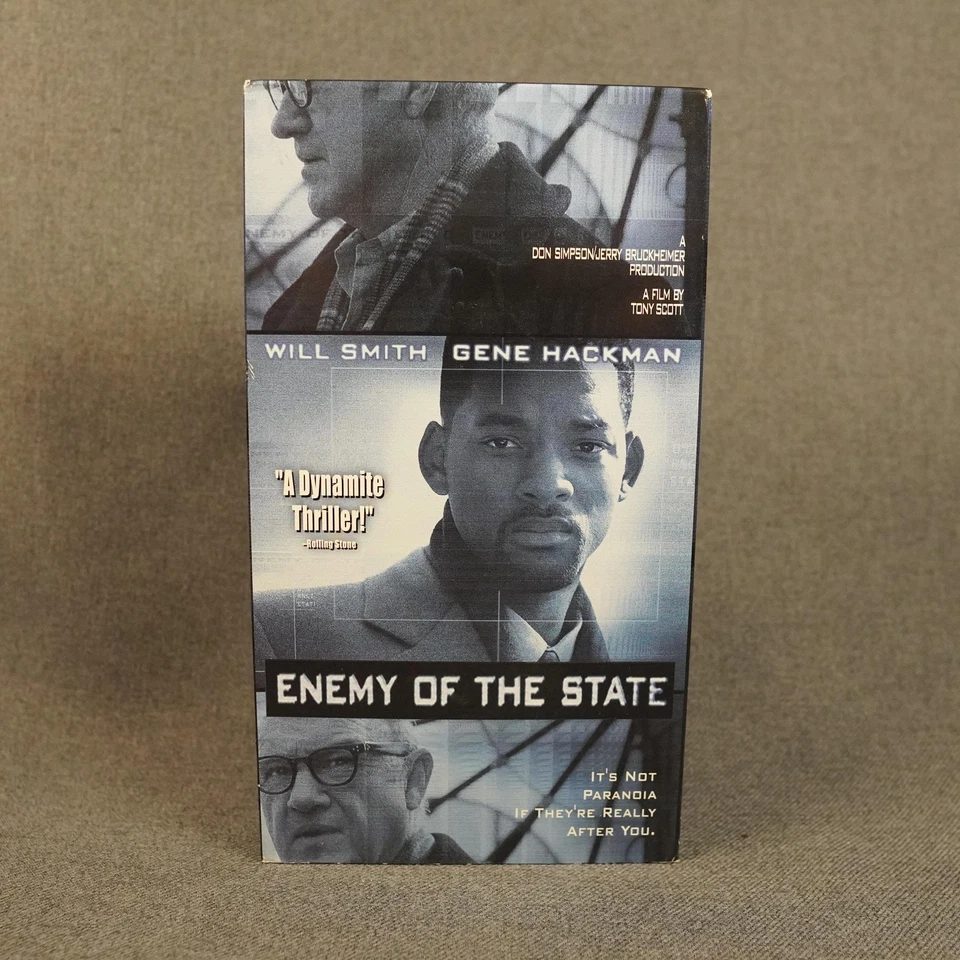 A
DON SIMPSON/JERRY BRUCKHEIMER
PRODUCTION
A FILM BY
TONY SCOTT
WILL SMITH GENE HACKMAN
"A Dynamite
Thriller!"
-Rolling Stone
ENEMY OF THE STATE
IT'S NOT
PARANOIA
IF THEY'RE REALLY
AFTER YOU.